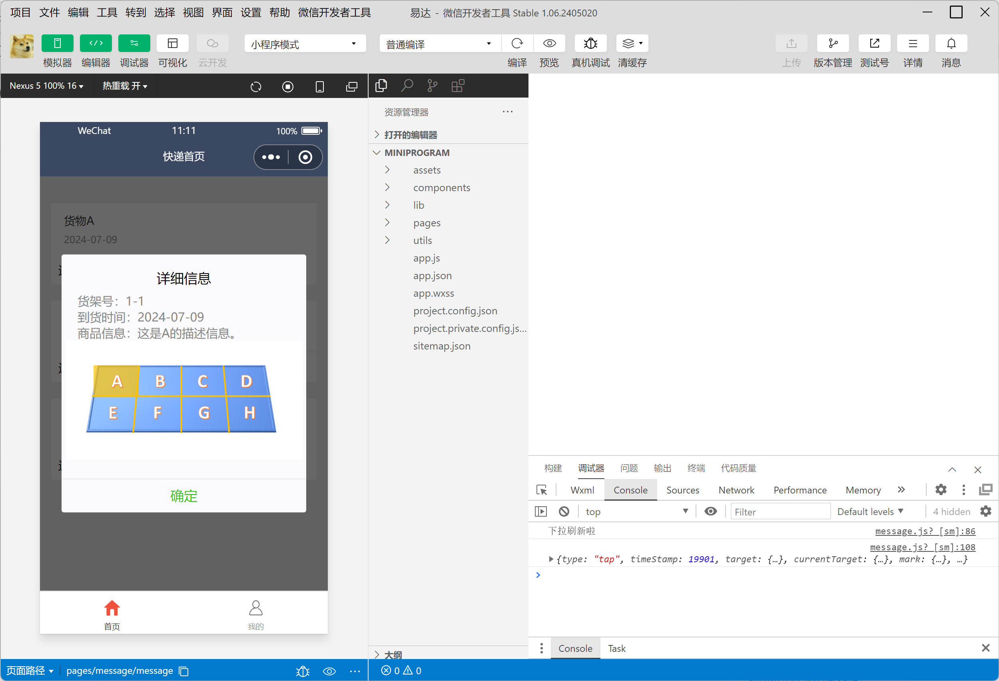 项目 文件 编辑 工具 转到 选择 视图 界面 设置 帮助 微信开发者工具 易达 - 微信开发者工具 Stable 1.06.2405020
小程序模式 普通编译
模拟器 编辑器 调试器 可视化 云开发 编译 预览 真机调试 清缓存 上传 版本管理 测试号 详情 消息
Nexus 5 100% 16 热重载 开
WeChat 11:11 100%
快递首页
货物A
2024-07-09
详细信息
货架号：1-1
到货时间：2024-07-09
商品信息：这是A的描述信息。
A B C D
E F G H
确定
首页 我的
页面路径 pages/message/message
资源管理器
打开的编辑器
MINIPROGRAM
assets
components
lib
pages
utils
app.js
app.json
app.wxss
project.config.json
project.private.config.js...
sitemap.json
大纲
0 0
构建 调试器 问题 输出 终端 代码质量
Wxml Console Sources Network Performance Memory
top Filter Default levels 4 hidden
下拉刷新啦 message.js? [sm]:86
message.js? [sm]:108
{type: "tap", timeStamp: 19901, target: {…}, currentTarget: {…}, mark: {…}, …}
Console Task